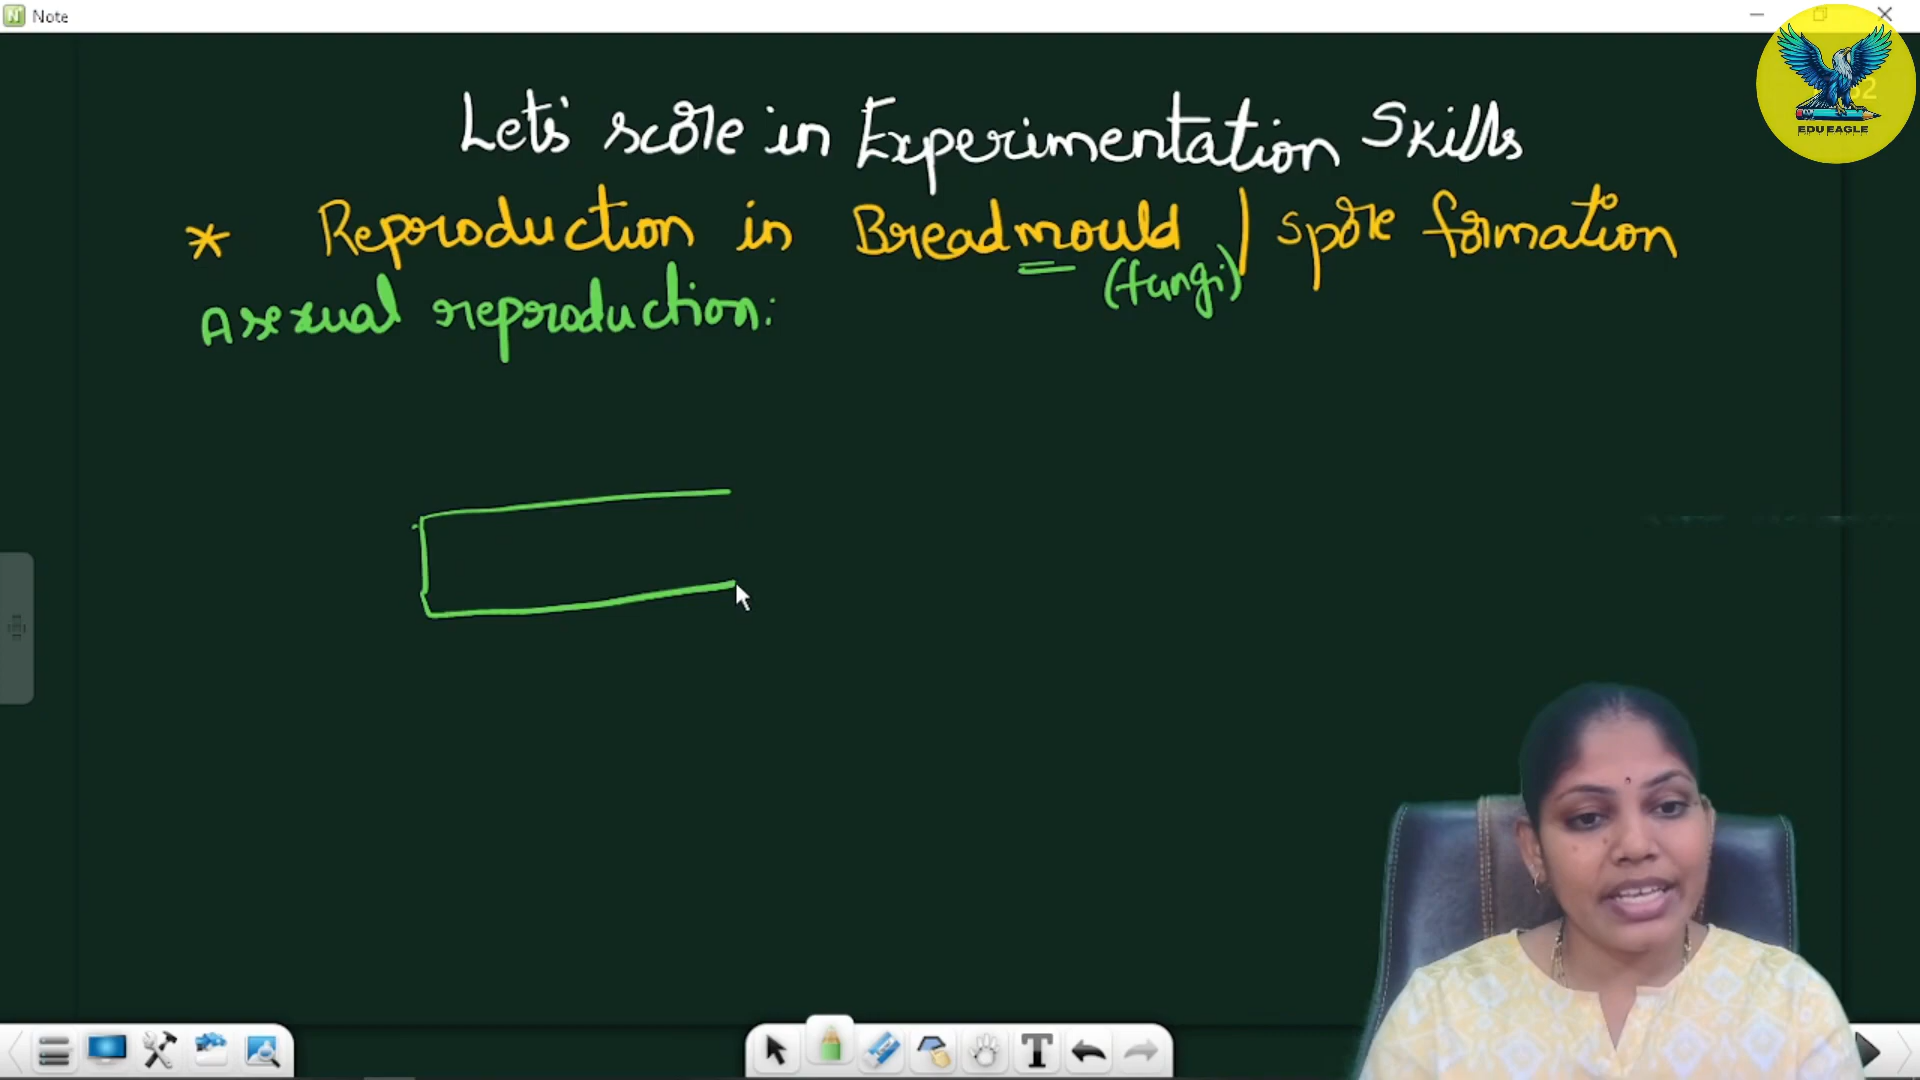 Note
Let's score in Experimentation Skills
* Reproduction in Breadmould / spore formation
(fungi)
Asexual reproduction:
EDU EAGLE
T